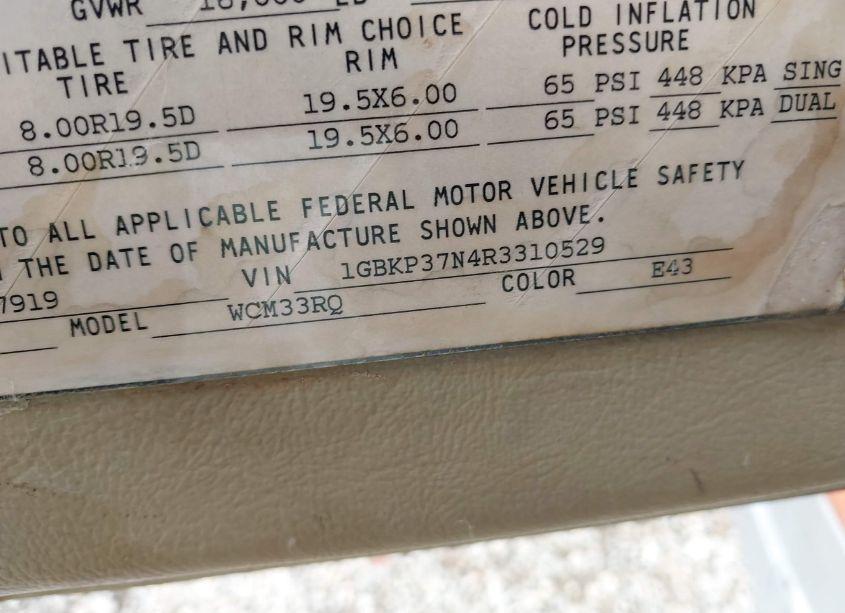 GVWR
ITABLE TIRE AND RIM CHOICE COLD INFLATION
TIRE RIM PRESSURE
8.00R19.5D 19.5X6.00 65 PSI 448 KPA SING
8.00R19.5D 19.5X6.00 65 PSI 448 KPA DUAL
TO ALL APPLICABLE FEDERAL MOTOR VEHICLE SAFETY
THE DATE OF MANUFACTURE SHOWN ABOVE.
7919 VIN 1GBKP37N4R3310529
MODEL WCM33RQ COLOR E43